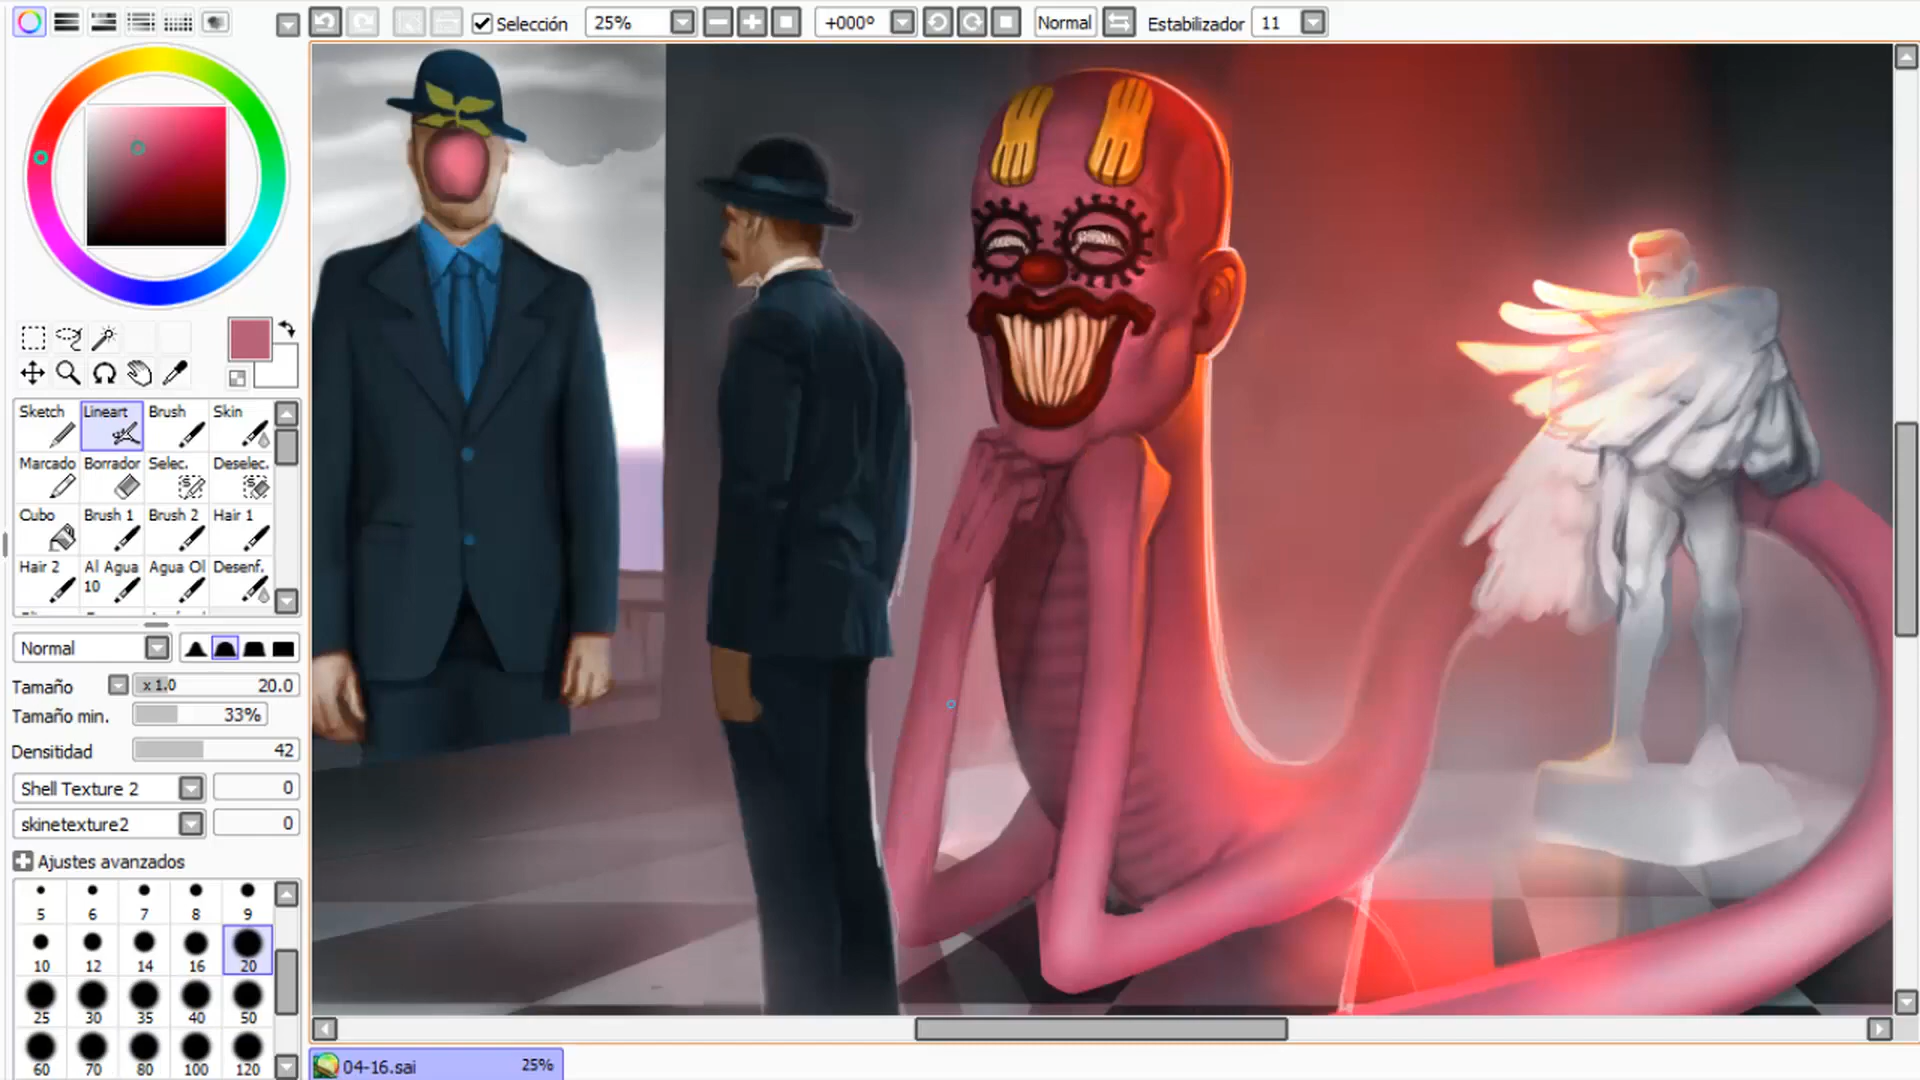 Selección
25%
+000º
Normal
Estabilizador
11
Sketch
Lineart
Brush
Skin
Marcado
Borrador
Selec.
Deselec.
Cubo
Brush 1
Brush 2
Hair 1
Hair 2
Al Agua
10
Agua Ol
Desenf.
Normal
Tamaño
x 1.0
20.0
Tamaño min.
33%
Densitidad
42
Shell Texture 2
0
skinetexture2
0
Ajustes avanzados
5 6 7 8 9
10 12 14 16 20
25 30 35 40 50
60 70 80 100 120
04-16.sai
25%